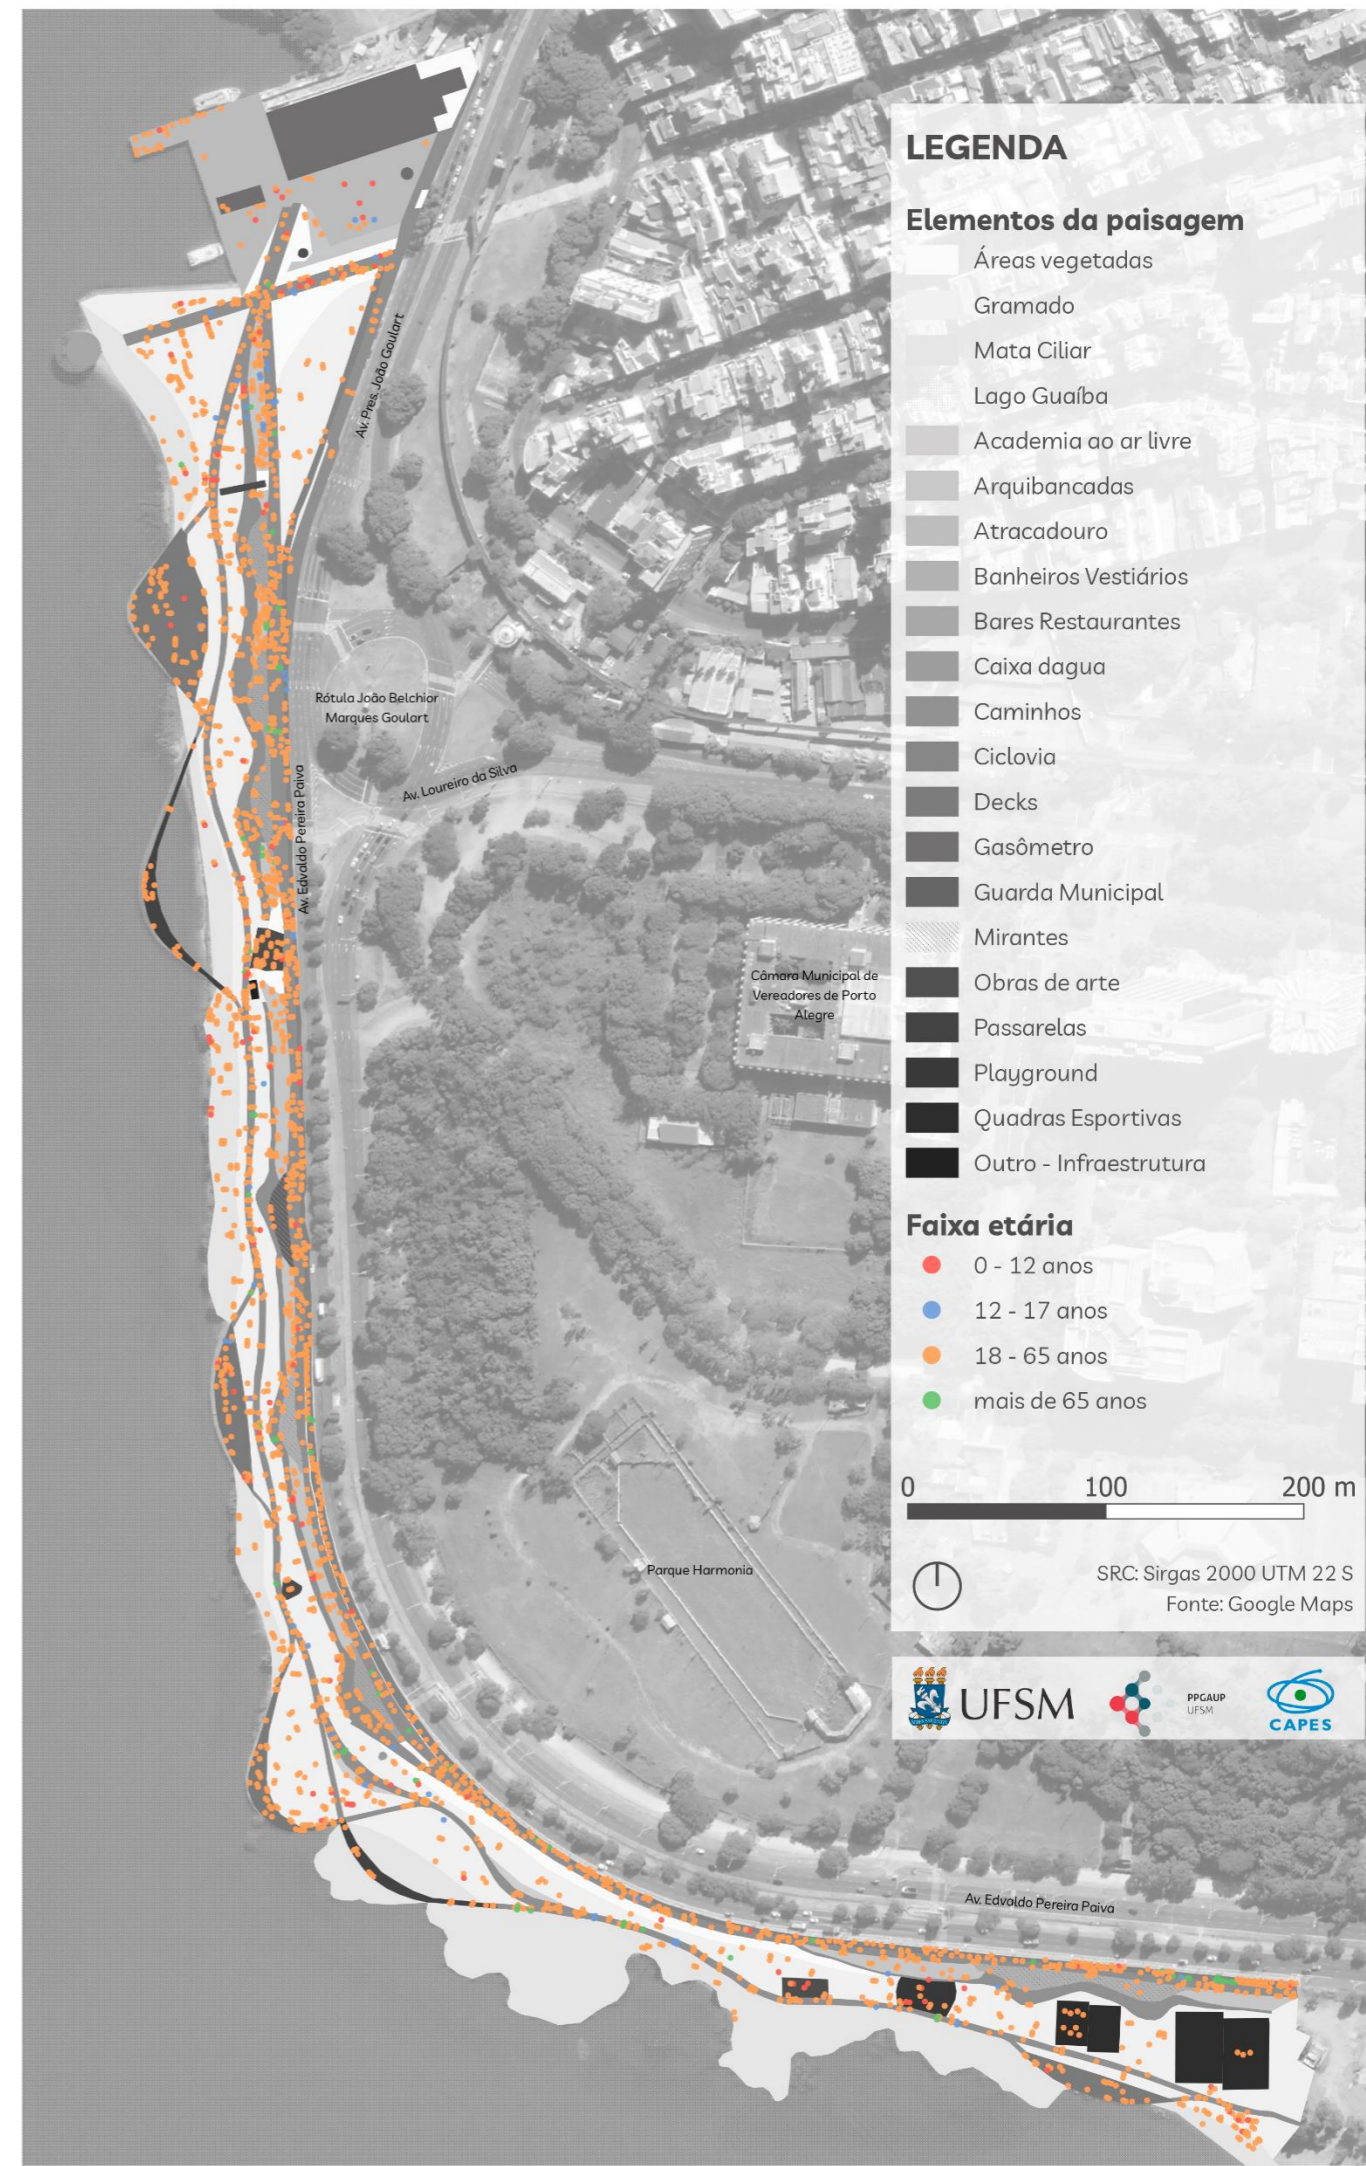 LEGENDA
Elementos da paisagem
Áreas vegetadas
Gramado
Mata Ciliar
Lago Guaíba
Academia ao ar livre
Arquibancadas
Atracadouro
Banheiros Vestiários
Bares Restaurantes
Caixa dagua
Caminhos
Ciclovia
Decks
Gasômetro
Guarda Municipal
Mirantes
Obras de arte
Passarelas
Playground
Quadras Esportivas
Outro - Infraestrutura
Faixa etária
0 - 12 anos
12 - 17 anos
18 - 65 anos
mais de 65 anos
0 100 200 m
SRC: Sirgas 2000 UTM 22 S
Fonte: Google Maps
UFSM
PPGAUP
UFSM
CAPES
Av. Pres. João Goulart
Rótula João Belchior
Marques Goulart
Av. Loureiro da Silva
Av. Edvaldo Pereira Paiva
Câmara Municipal de
Vereadores de Porto
Alegre
Parque Harmonia
Av. Edvaldo Pereira Paiva